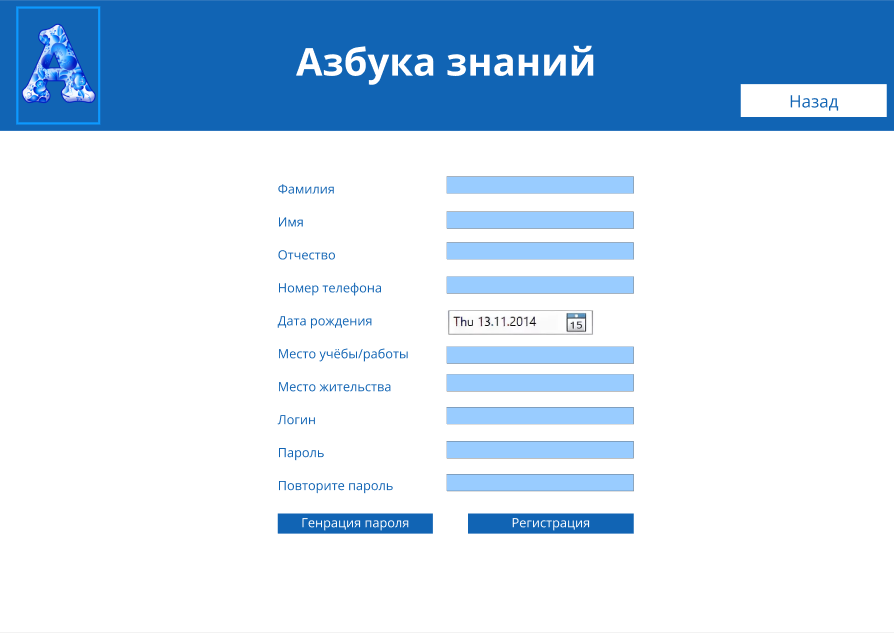 А
Азбука знаний
Назад
Фамилия
Имя
Отчество
Номер телефона
Дата рождения
Thu 13.11.2014
15
Место учёбы/работы
Место жительства
Логин
Пароль
Повторите пароль
Генрация пароля
Регистрация